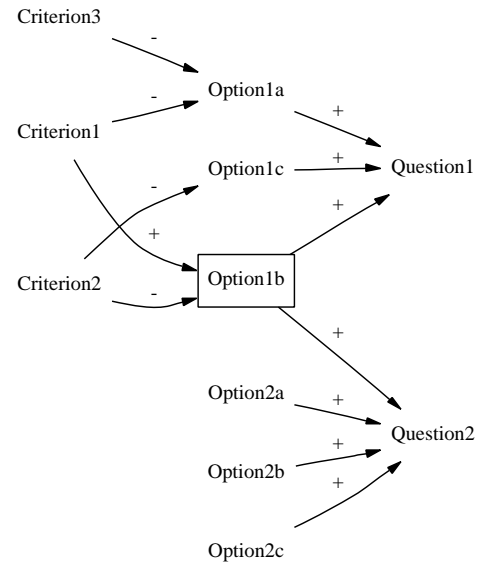 Criterion3
-
Option1a
-
+
Criterion1
Option1c
+
Question1
-
+
+
Criterion2
Option1b
-
+
Option2a
+
Question2
+
Option2b
+
Option2c